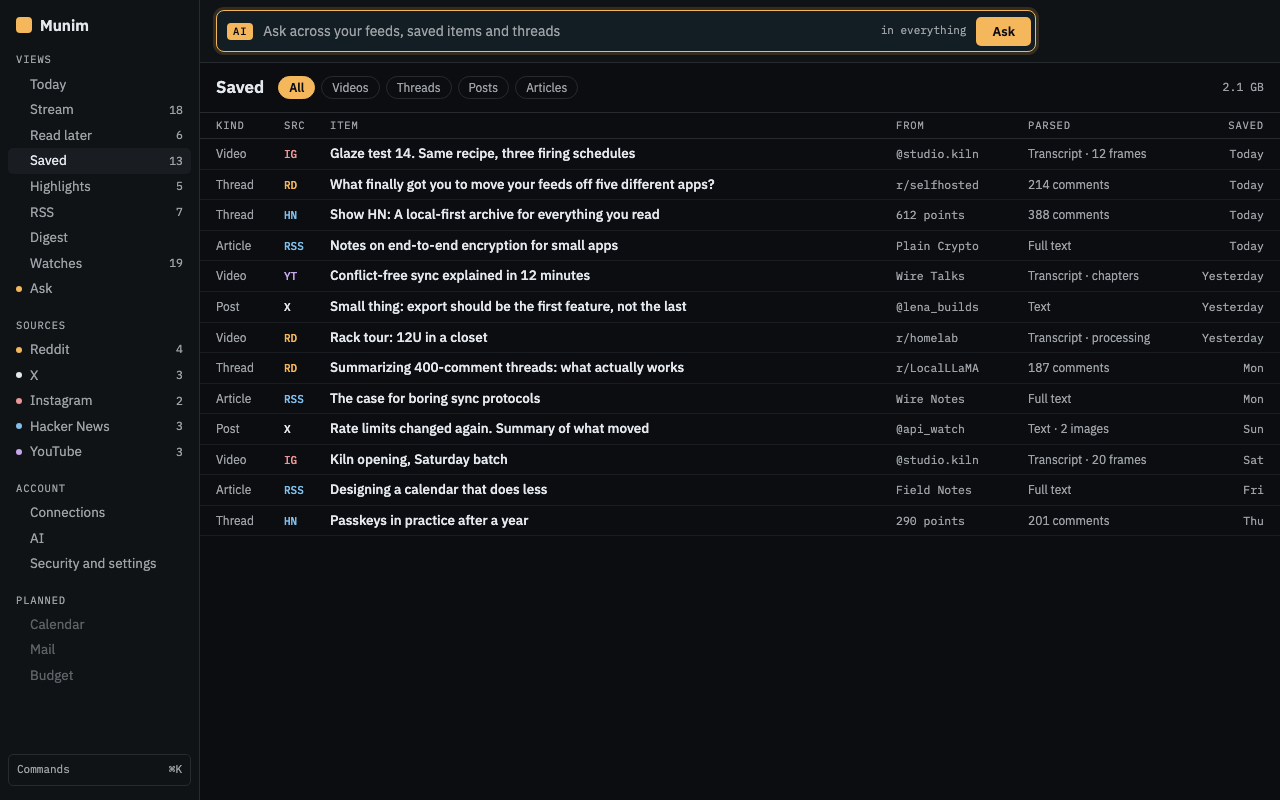 Munim
VIEWS
Today
Stream 18
Read later 6
Saved 13
Highlights 5
RSS 7
Digest
Watches 19
Ask
SOURCES
Reddit 4
X 3
Instagram 2
Hacker News 3
YouTube 3
ACCOUNT
Connections
AI
Security and settings
PLANNED
Calendar
Mail
Budget
Commands ⌘K
AI Ask across your feeds, saved items and threads in everything Ask
Saved All Videos Threads Posts Articles 2.1 GB
KIND SRC ITEM FROM PARSED SAVED
Video IG Glaze test 14. Same recipe, three firing schedules @studio.kiln Transcript · 12 frames Today
Thread RD What finally got you to move your feeds off five different apps? r/selfhosted 214 comments Today
Thread HN Show HN: A local-first archive for everything you read 612 points 388 comments Today
Article RSS Notes on end-to-end encryption for small apps Plain Crypto Full text Today
Video YT Conflict-free sync explained in 12 minutes Wire Talks Transcript · chapters Yesterday
Post X Small thing: export should be the first feature, not the last @lena_builds Text Yesterday
Video RD Rack tour: 12U in a closet r/homelab Transcript · processing Yesterday
Thread RD Summarizing 400-comment threads: what actually works r/LocalLLaMA 187 comments Mon
Article RSS The case for boring sync protocols Wire Notes Full text Mon
Post X Rate limits changed again. Summary of what moved @api_watch Text · 2 images Sun
Video IG Kiln opening, Saturday batch @studio.kiln Transcript · 20 frames Sat
Article RSS Designing a calendar that does less Field Notes Full text Fri
Thread HN Passkeys in practice after a year 290 points 201 comments Thu